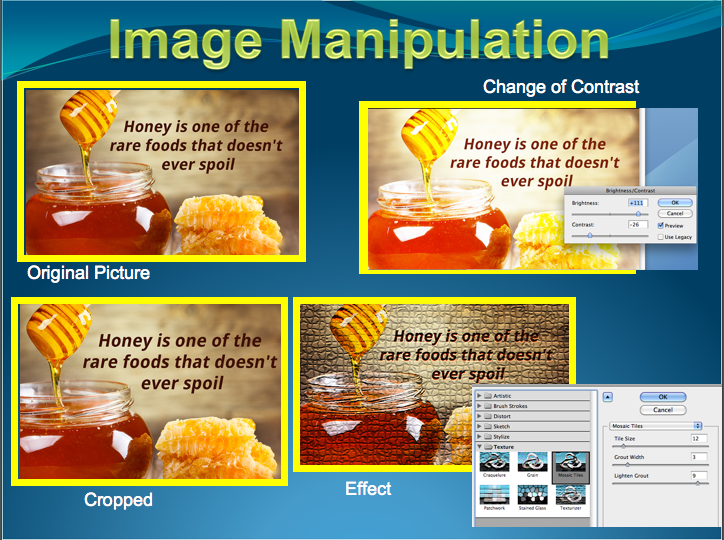 Image Manipulation
Change of Contrast
Honey is one of the
rare foods that doesn't
ever spoil
Original Picture
Honey is one of the
rare foods that doesn't
ever spoil
Brightness/Contrast
Brightness: +111
OK
Cancel
Contrast: -26
Preview
Use Legacy
Honey is one of the
rare foods that doesn't
ever spoil
Cropped
Honey is one of the
rare foods that doesn't
ever spoil
Effect
Artistic
Brush Strokes
Distort
Sketch
Stylize
Texture
Craquelure Grain Mosaic Tiles
Patchwork Stained Glass Texturizer
OK
Cancel
Mosaic Tiles
Tile Size 12
Grout Width 3
Lighten Grout 9